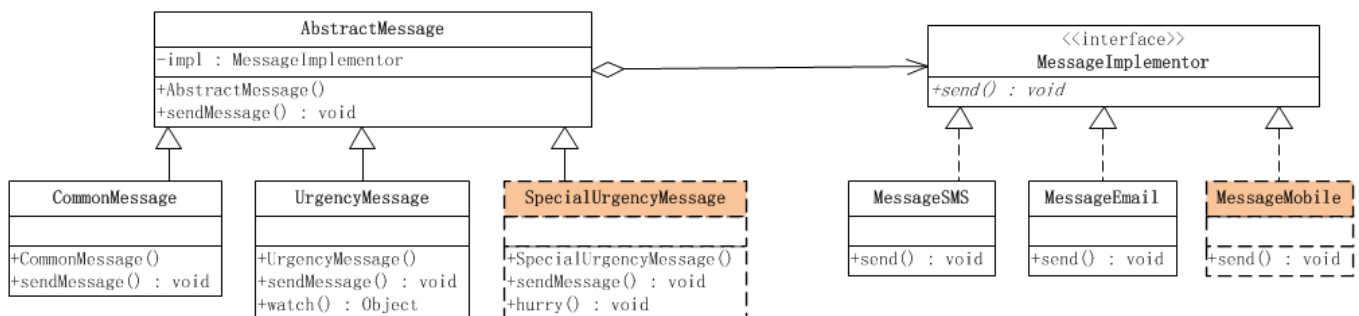 AbstractMessage
-impl : MessageImplementor
+AbstractMessage()
+sendMessage() : void
<<interface>>
MessageImplementor
+send() : void
CommonMessage
+CommonMessage()
+sendMessage() : void
UrgencyMessage
+UrgencyMessage()
+sendMessage() : void
+watch() : Object
SpecialUrgencyMessage
+SpecialUrgencyMessage()
+sendMessage() : void
+hurry() : void
MessageSMS
+send() : void
MessageEmail
+send() : void
MessageMobile
+send() : void